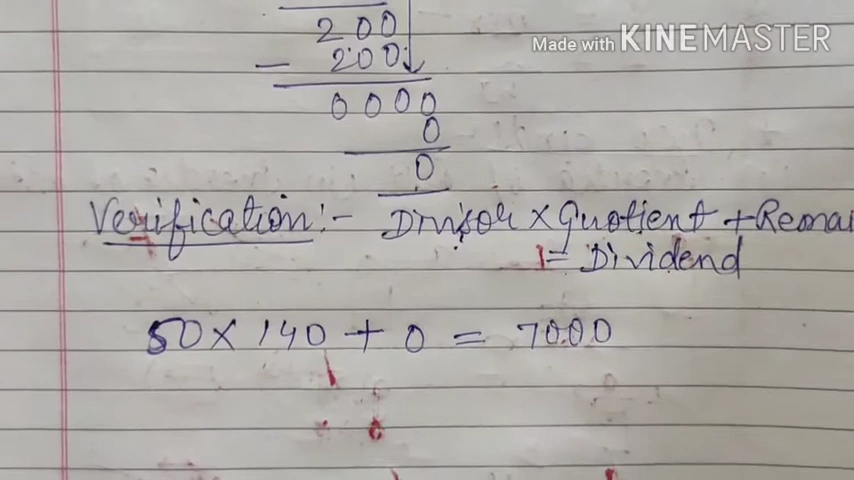 200
Made with KINEMASTER
- 200
0000
0
0
Verification:- Divisor × Quotient + Remai
= Dividend
50 × 140 + 0 = 7000